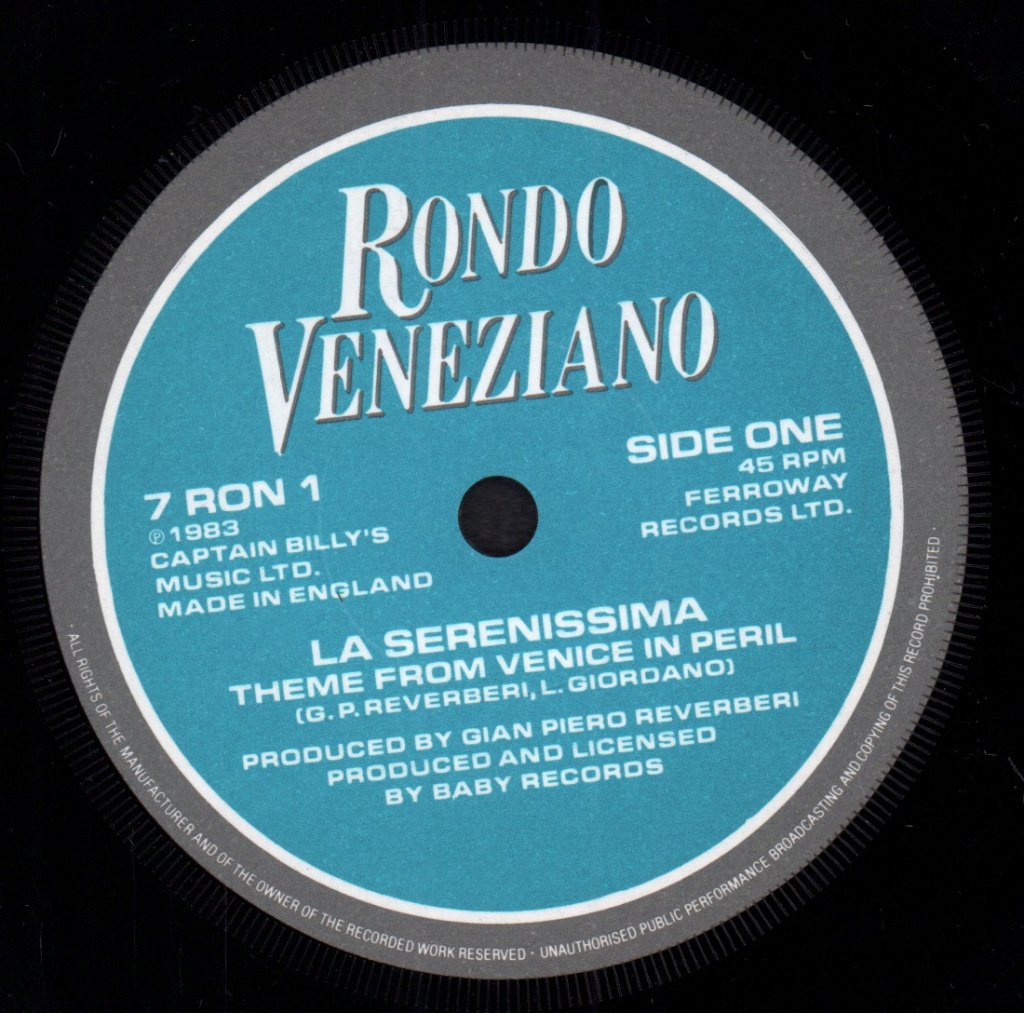 RONDO
VENEZIANO
SIDE ONE
45 RPM
FERROWAY
RECORDS LTD.
7 RON 1
℗ 1983
CAPTAIN BILLY'S
MUSIC LTD.
MADE IN ENGLAND
LA SERENISSIMA
THEME FROM VENICE IN PERIL
(G.P. REVERBERI, L. GIORDANO)
PRODUCED BY GIAN PIERO REVERBERI
PRODUCED AND LICENSED
BY BABY RECORDS
· ALL RIGHTS OF THE MANUFACTURER AND OF THE OWNER OF THE RECORDED WORK RESERVED · UNAUTHORISED PUBLIC PERFORMANCE BROADCASTING AND COPYING OF THIS RECORD PROHIBITED ·